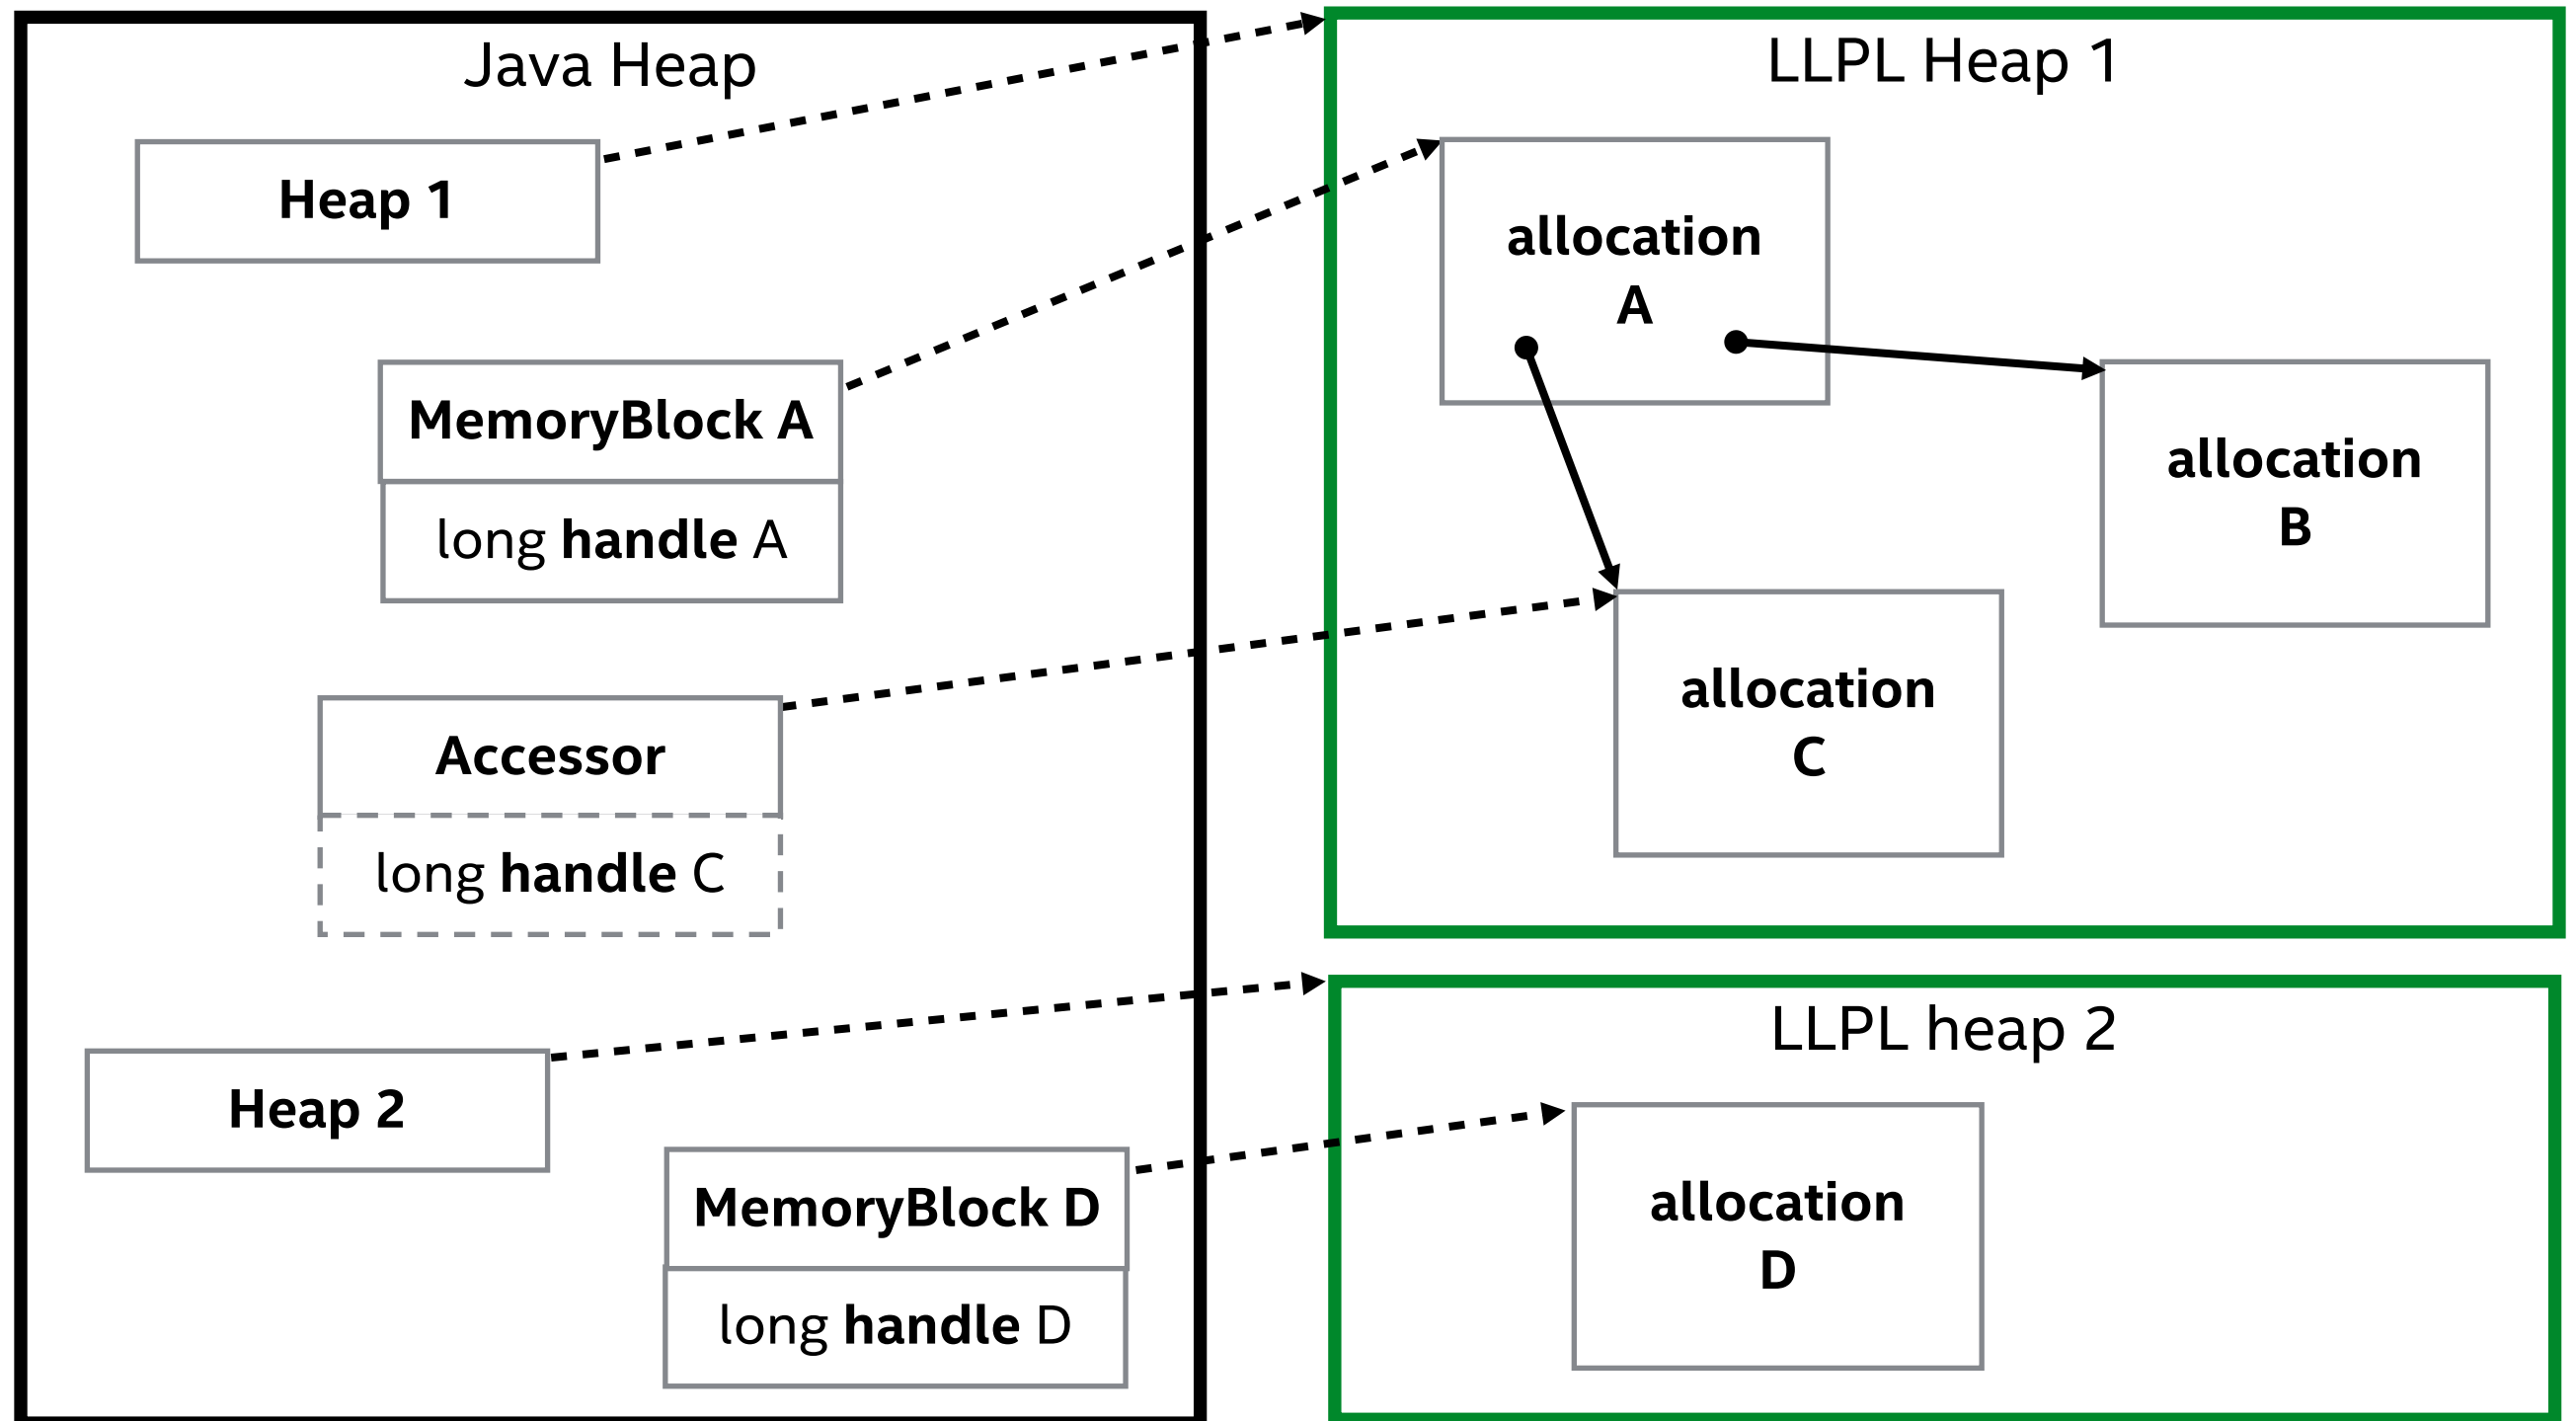 Java Heap
Heap 1
MemoryBlock A
long handle A
Accessor
long handle C
Heap 2
MemoryBlock D
long handle D
LLPL Heap 1
allocation
A
allocation
B
allocation
C
LLPL heap 2
allocation
D